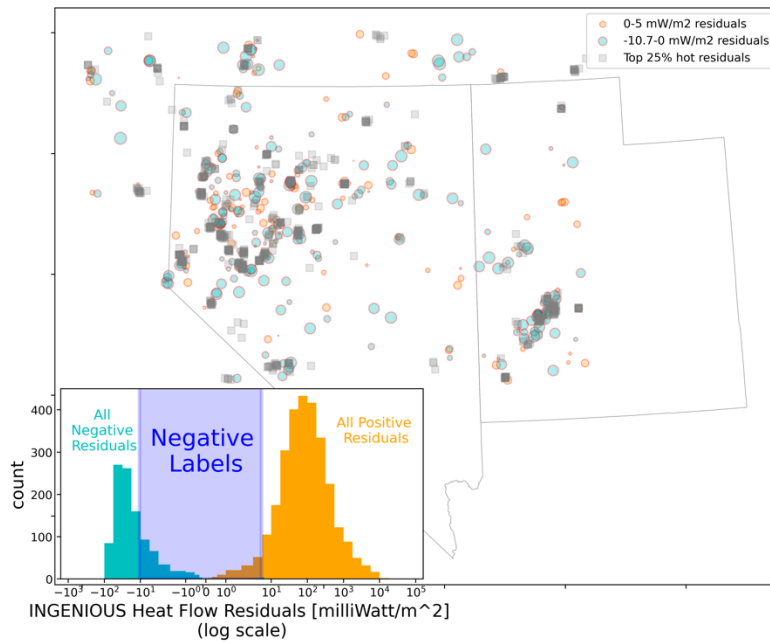 0-5 mW/m2 residuals
-10.7-0 mW/m2 residuals
Top 25% hot residuals
All
Negative
Residuals
Negative
Labels
All Positive
Residuals
count
400
300
200
100
0
−10³ −10² −10¹ −10⁰ 0 10⁰ 10¹ 10² 10³ 10⁴ 10⁵
INGENIOUS Heat Flow Residuals [milliWatt/m^2]
(log scale)